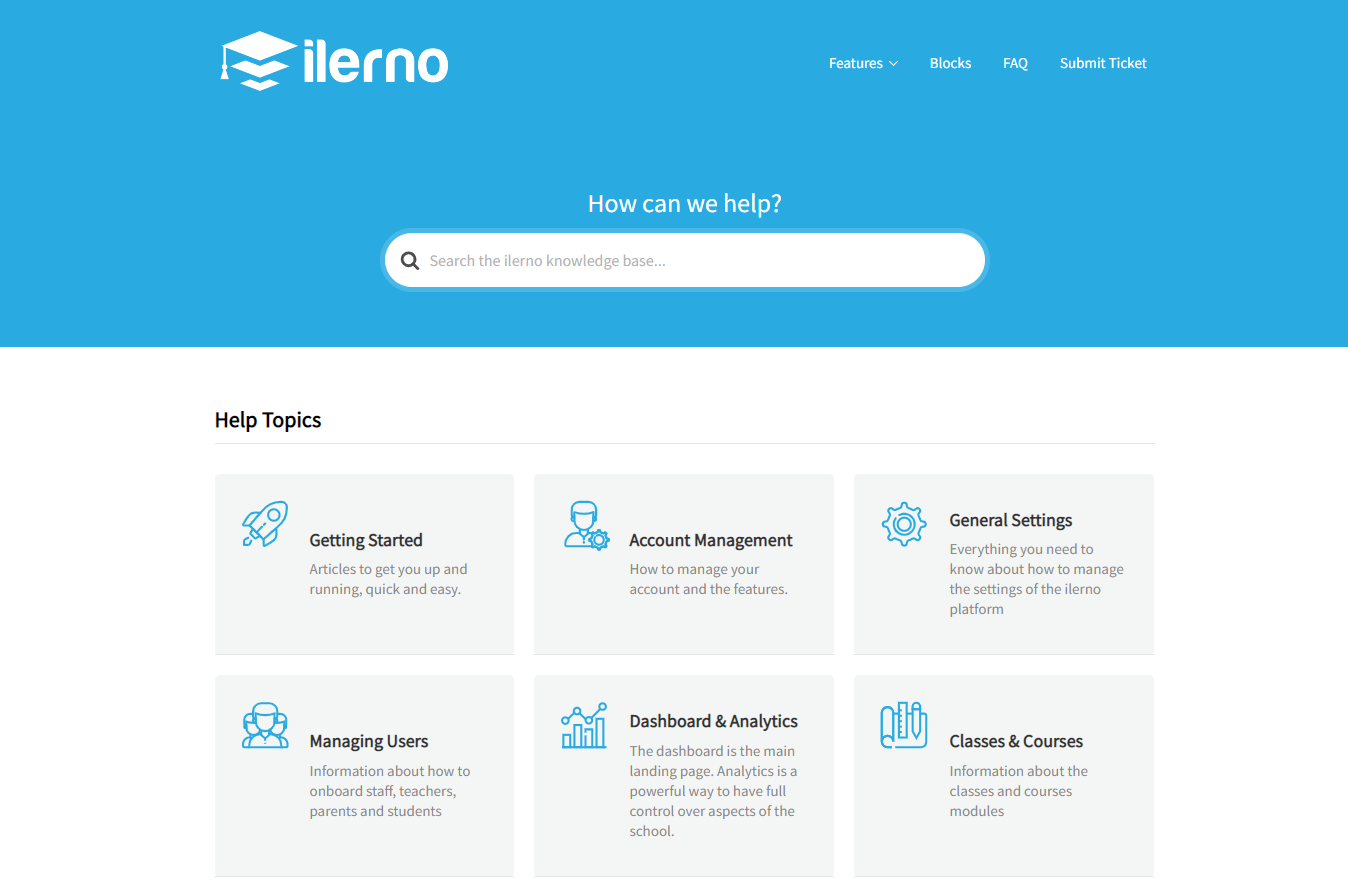 ilerno
Features
Blocks
FAQ
Submit Ticket
How can we help?
Search the ilerno knowledge base...
Help Topics
Getting Started
Articles to get you up and
running, quick and easy.
Account Management
How to manage your
account and the features.
General Settings
Everything you need to
know about how to manage
the settings of the ilerno
platform
Managing Users
Information about how to
onboard staff, teachers,
parents and students
Dashboard & Analytics
The dashboard is the main
landing page. Analytics is a
powerful way to have full
control over aspects of the
school.
Classes & Courses
Information about the
classes and courses
modules